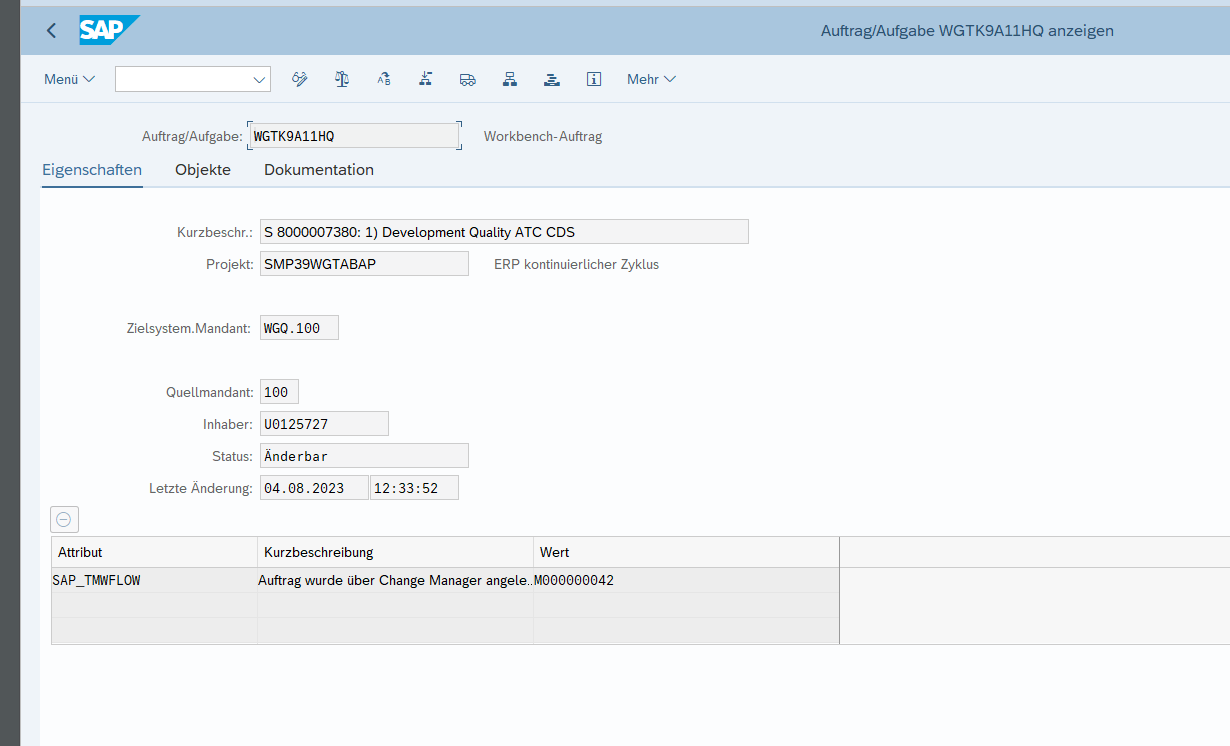 SAP
Auftrag/Aufgabe WGTK9A11HQ anzeigen
Menü
Mehr
Auftrag/Aufgabe: WGTK9A11HQ Workbench-Auftrag
Eigenschaften Objekte Dokumentation
Kurzbeschr.: S 8000007380: 1) Development Quality ATC CDS
Projekt: SMP39WGTABAP ERP kontinuierlicher Zyklus
Zielsystem.Mandant: WGQ.100
Quellmandant: 100
Inhaber: U0125727
Status: Änderbar
Letzte Änderung: 04.08.2023 12:33:52
Attribut Kurzbeschreibung Wert
SAP_TMWFLOW Auftrag wurde über Change Manager angele.. M000000042